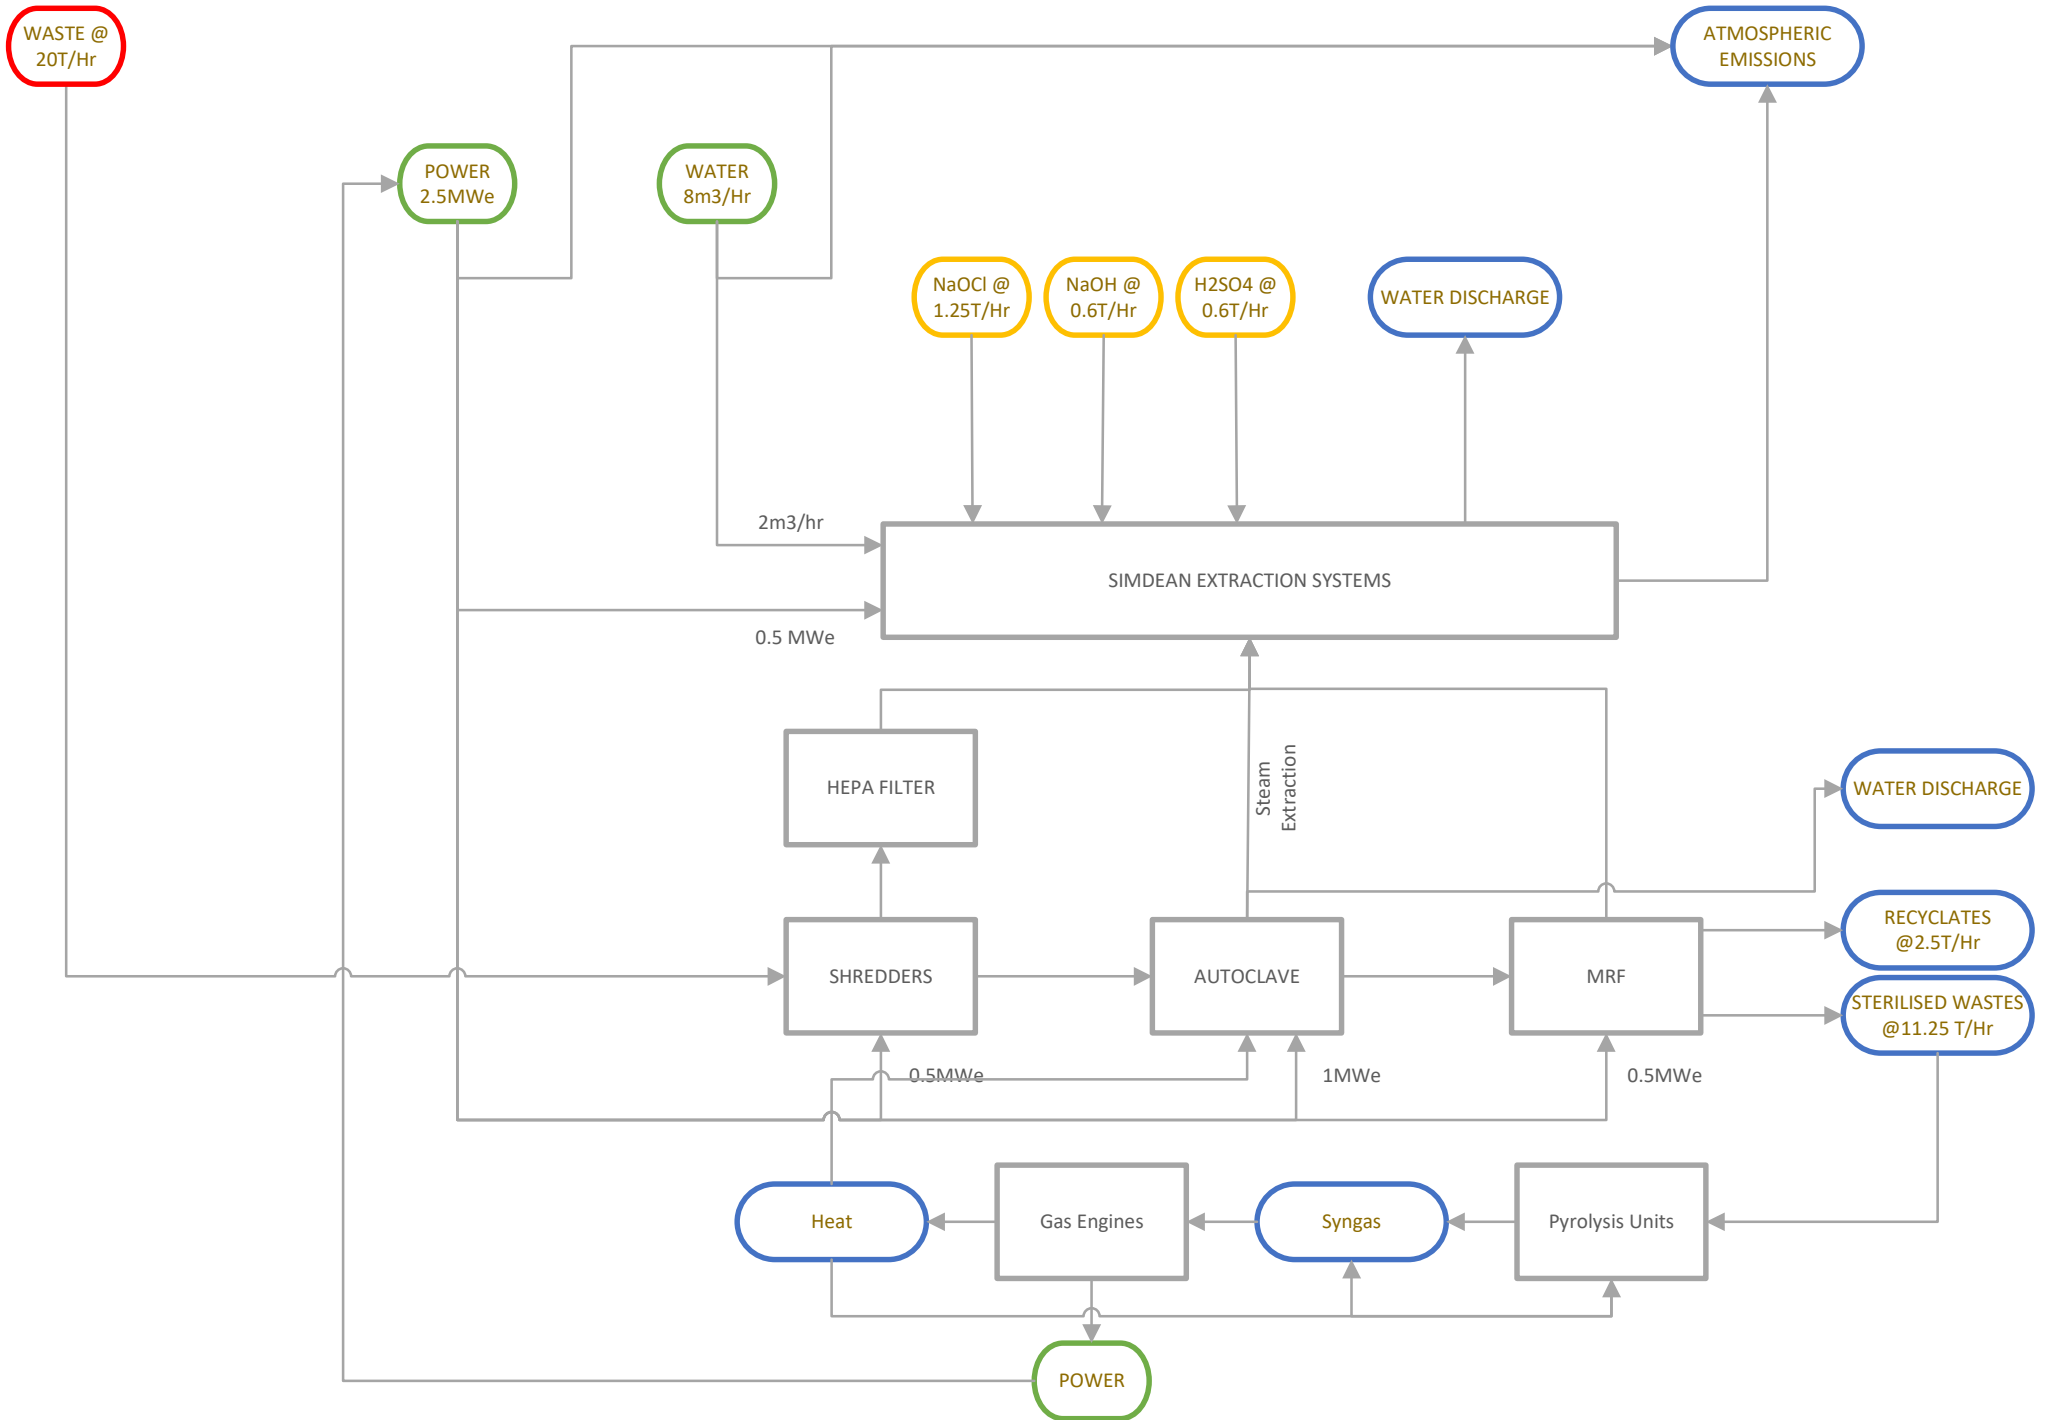 WASTE @
20T/Hr
ATMOSPHERIC
EMISSIONS
POWER
2.5MWe
WATER
8m3/Hr
NaOCl @
1.25T/Hr
NaOH @
0.6T/Hr
H2SO4 @
0.6T/Hr
WATER DISCHARGE
2m3/hr
SIMDEAN EXTRACTION SYSTEMS
0.5 MWe
HEPA FILTER
Steam
Extraction
WATER DISCHARGE
SHREDDERS
AUTOCLAVE
MRF
RECYCLATES
@2.5T/Hr
STERILISED WASTES
@11.25 T/Hr
0.5MWe
1MWe
0.5MWe
Heat
Gas Engines
Syngas
Pyrolysis Units
POWER